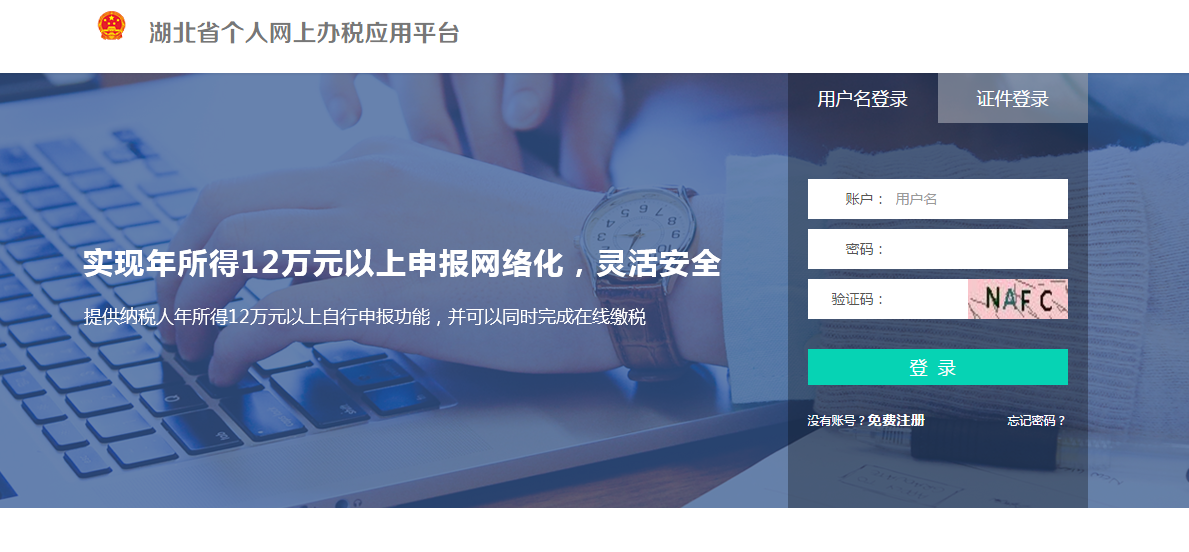 湖北省个人网上办税应用平台
用户名登录
证件登录
账户：
用户名
密码：
验证码：
NAFC
登 录
没有账号？免费注册
忘记密码？
实现年所得12万元以上申报网络化，灵活安全
提供纳税人年所得12万元以上自行申报功能，并可以同时完成在线缴税